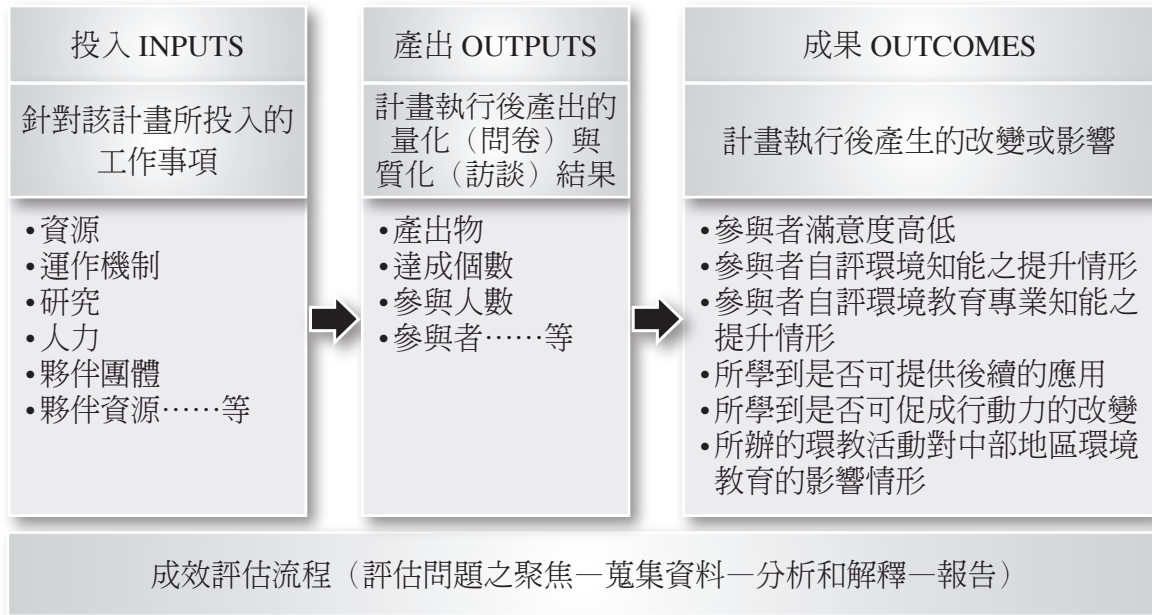 投入 INPUTS
針對該計畫所投入的
工作事項
•資源
•運作機制
•研究
•人力
•夥伴團體
•夥伴資源……等
產出 OUTPUTS
計畫執行後產出的
量化（問卷）與
質化（訪談）結果
•產出物
•達成個數
•參與人數
•參與者……等
成果 OUTCOMES
計畫執行後產生的改變或影響
•參與者滿意度高低
•參與者自評環境知能之提升情形
•參與者自評環境教育專業知能之
提升情形
•所學到是否可提供後續的應用
•所學到是否可促成行動力的改變
•所辦的環教活動對中部地區環境
教育的影響情形
成效評估流程（評估問題之聚焦—蒐集資料—分析和解釋—報告）